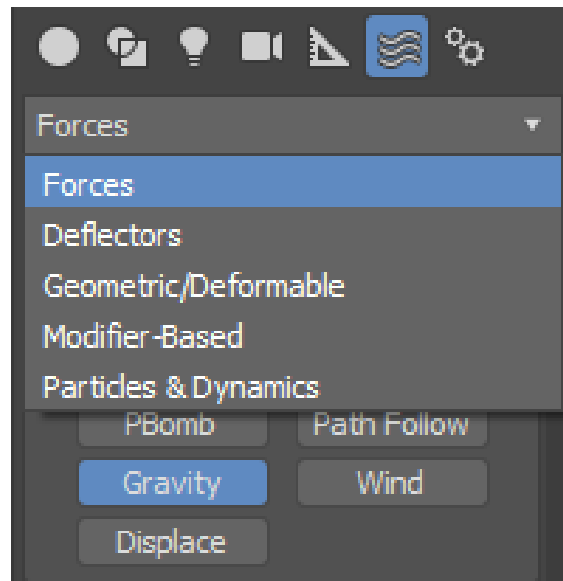 Forces
Forces
Deflectors
Geometric/Deformable
Modifier-Based
Particles & Dynamics
PBomb Path Follow
Gravity Wind
Displace